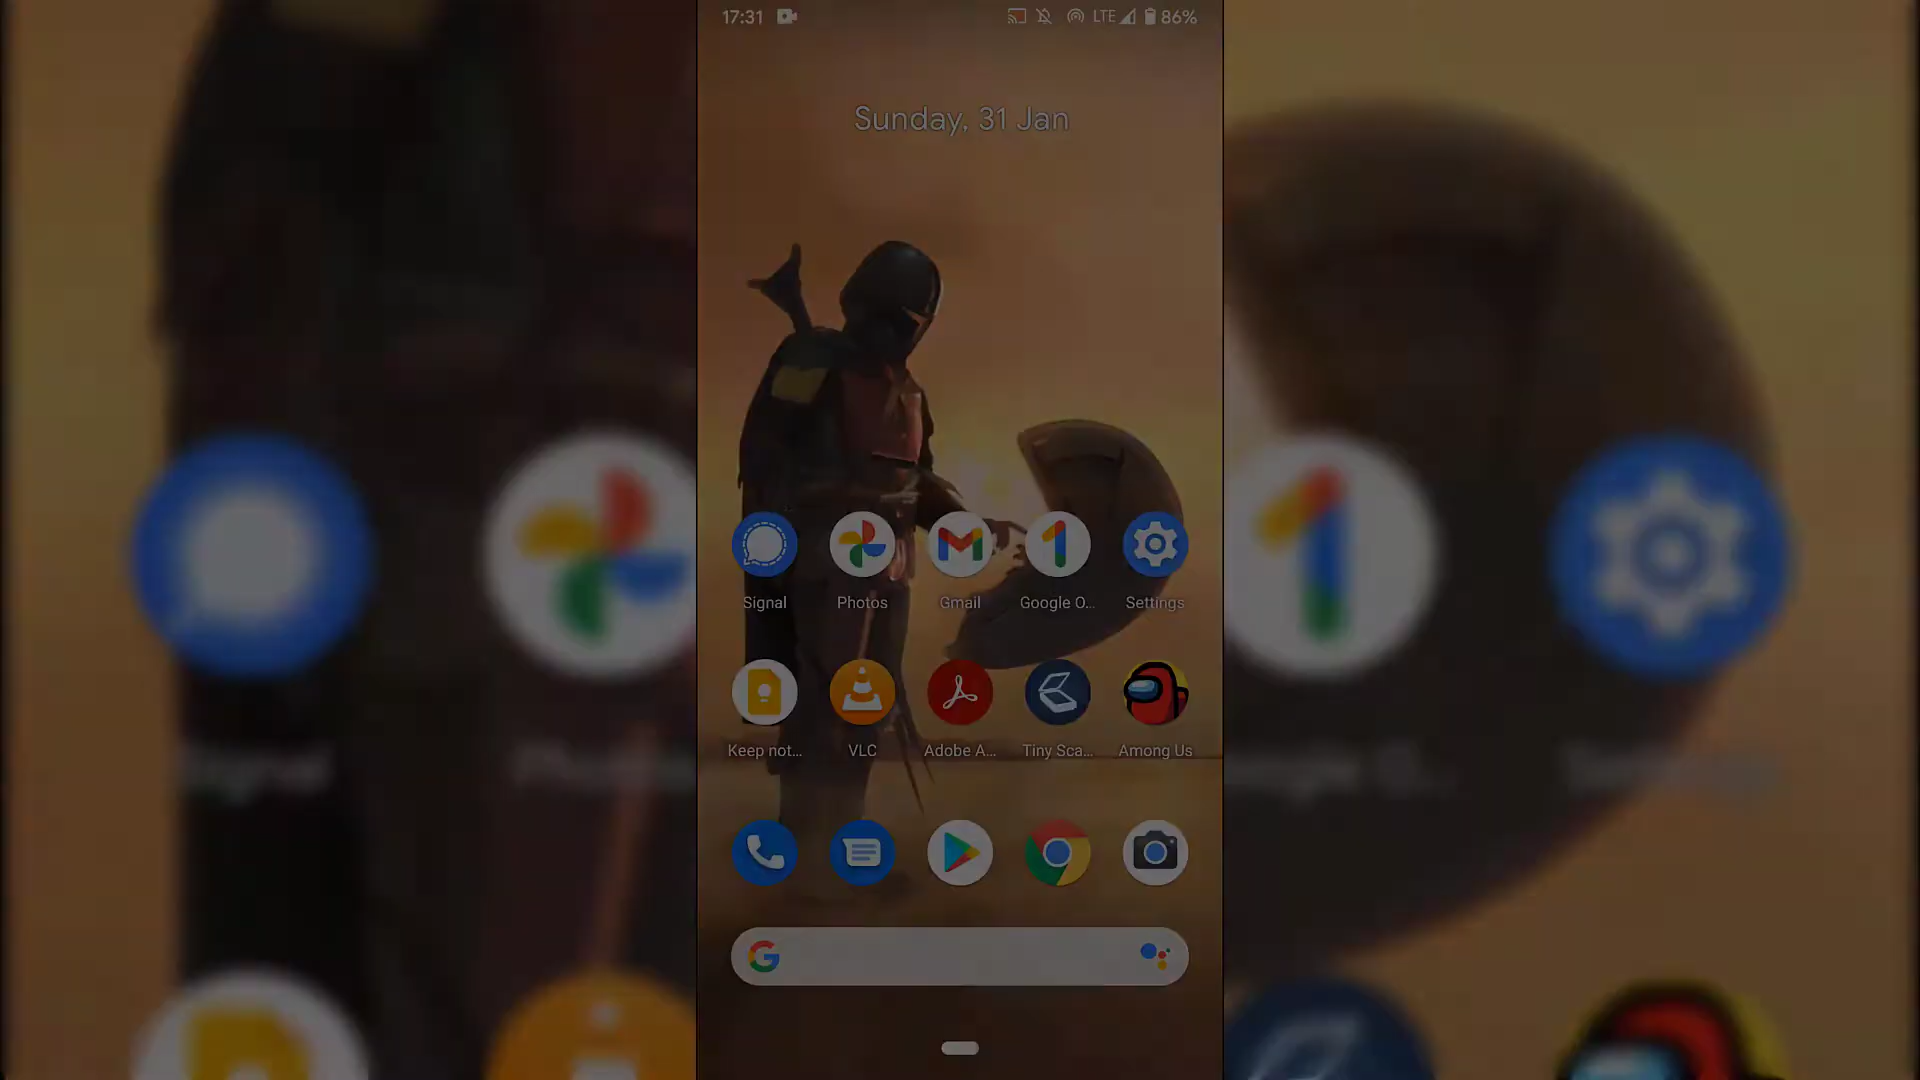 17:31 LTE 86%
Sunday, 31 Jan
Signal Photos Gmail Google O... Settings
Keep not... VLC Adobe A... Tiny Sca... Among Us